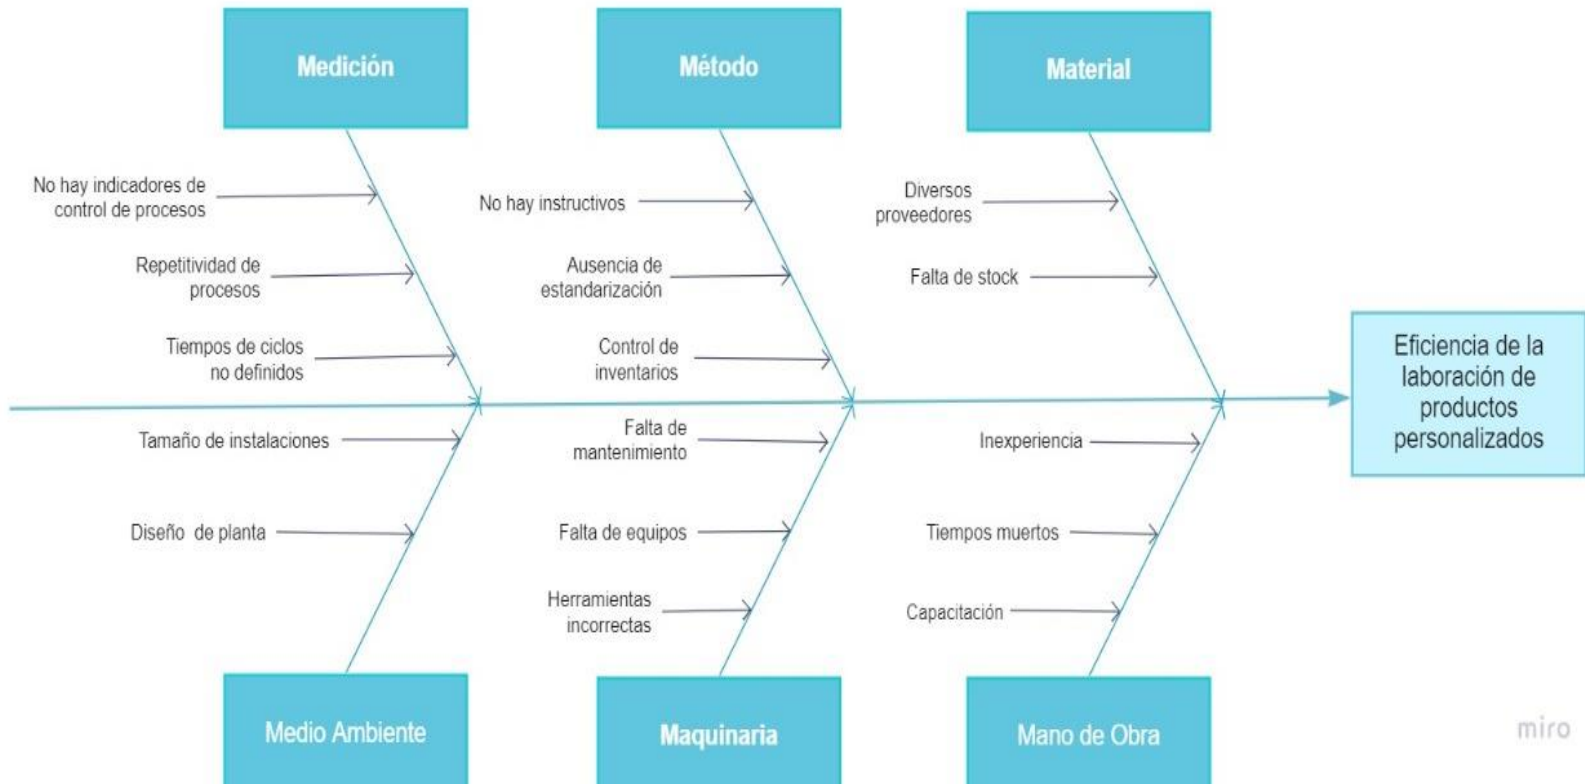 Medición
Método
Material
No hay indicadores de
control de procesos
Repetitividad de
procesos
Tiempos de ciclos
no definidos
No hay instructivos
Ausencia de
estandarización
Control de
inventarios
Diversos
proveedores
Falta de stock
Eficiencia de la
laboración de
productos
personalizados
Tamaño de instalaciones
Diseño de planta
Falta de
mantenimiento
Falta de equipos
Herramientas
incorrectas
Inexperiencia
Tiempos muertos
Capacitación
Medio Ambiente
Maquinaria
Mano de Obra
miro